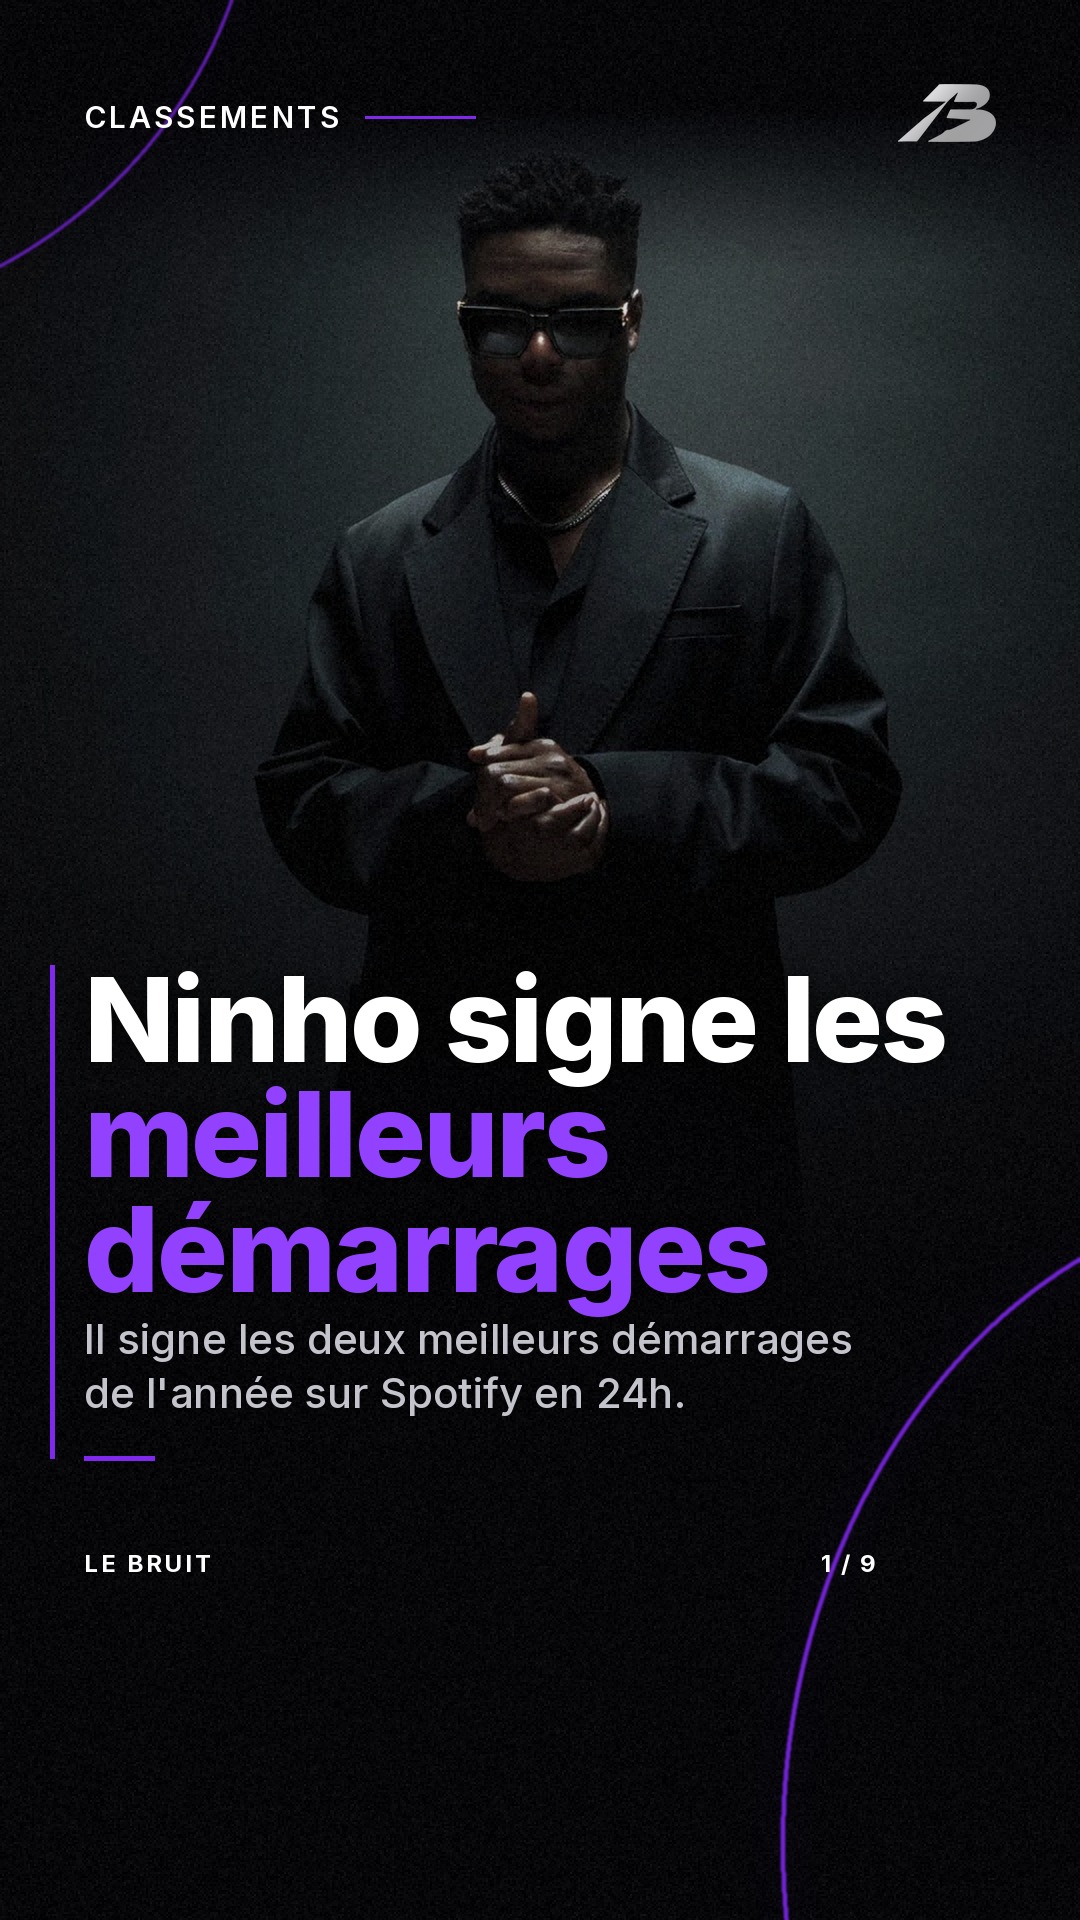 CLASSEMENTS
B
Ninho signe les
meilleurs
démarrages
Il signe les deux meilleurs démarrages
de l'année sur Spotify en 24h.
LE BRUIT
1 / 9